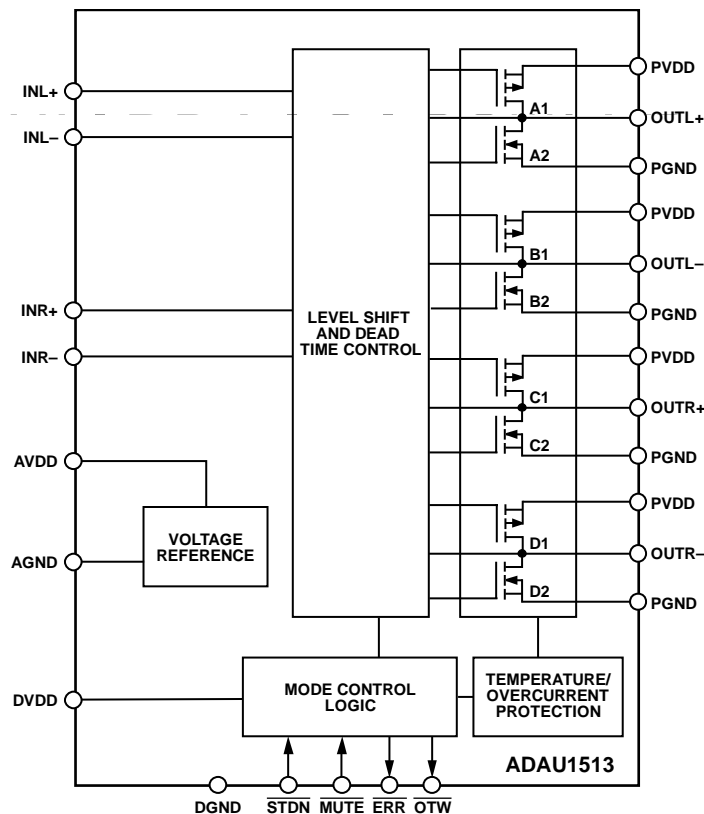 INL+
INL–
INR+
INR–
AVDD
AGND
DVDD
LEVEL SHIFT
AND DEAD
TIME CONTROL
VOLTAGE
REFERENCE
MODE CONTROL
LOGIC
TEMPERATURE/
OVERCURRENT
PROTECTION
A1
A2
B1
B2
C1
C2
D1
D2
PVDD
OUTL+
PGND
PVDD
OUTL–
PGND
PVDD
OUTR+
PGND
PVDD
OUTR–
PGND
ADAU1513
DGND
STDN
MUTE
ERR
OTW